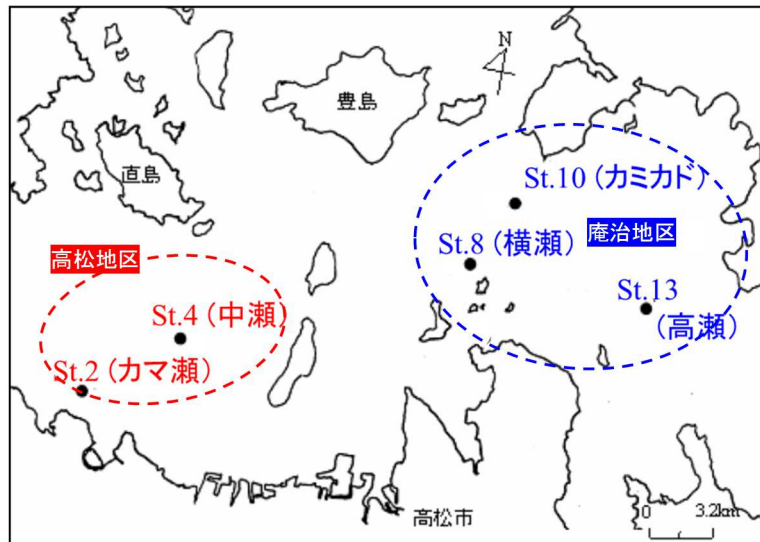 N
豊島
直島
St.10 (カミカド)
庵治地区
St.8 (横瀬)
高松地区
St.13
(高瀬)
St.4 (中瀬)
St.2 (カマ瀬)
高松市
0 3.2km